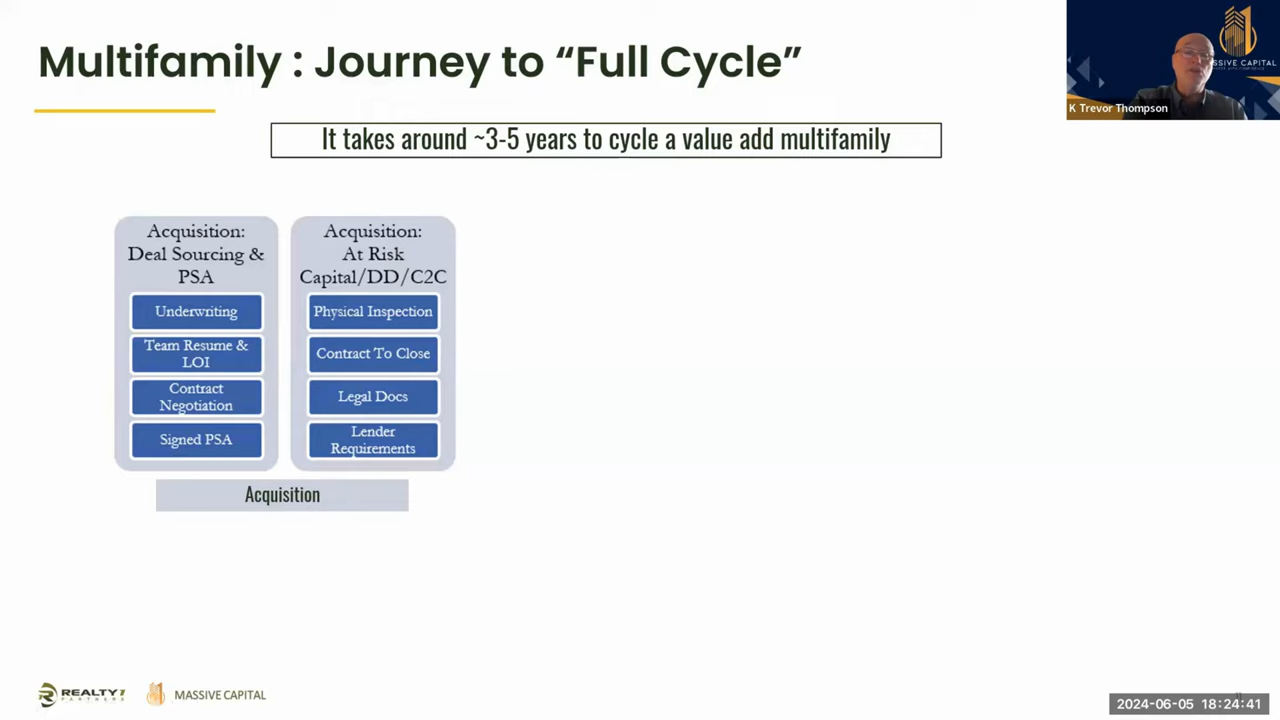 Multifamily : Journey to “Full Cycle”
It takes around ~3-5 years to cycle a value add multifamily
Acquisition:
Deal Sourcing &
PSA
Underwriting
Team Resume &
LOI
Contract
Negotiation
Signed PSA
Acquisition:
At Risk
Capital/DD/C2C
Physical Inspection
Contract To Close
Legal Docs
Lender
Requirements
Acquisition
K Trevor Thompson
REALTY
PARTNERS
MASSIVE CAPITAL
2024-06-05 18:24:41